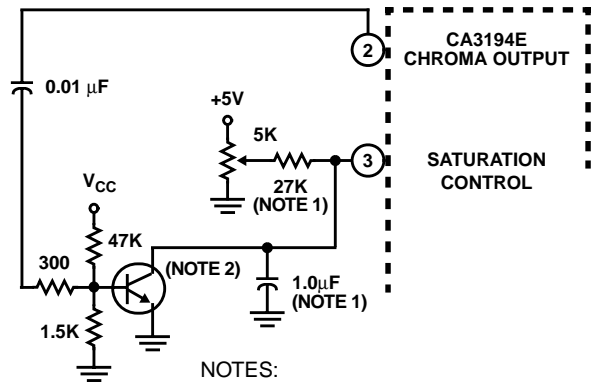 2
CA3194E
CHROMA OUTPUT
0.01 μF
+5V
5K
3
SATURATION
CONTROL
27K
(NOTE 1)
VCC
47K
(NOTE 2)
300
1.0μF
(NOTE 1)
1.5K
NOTES: